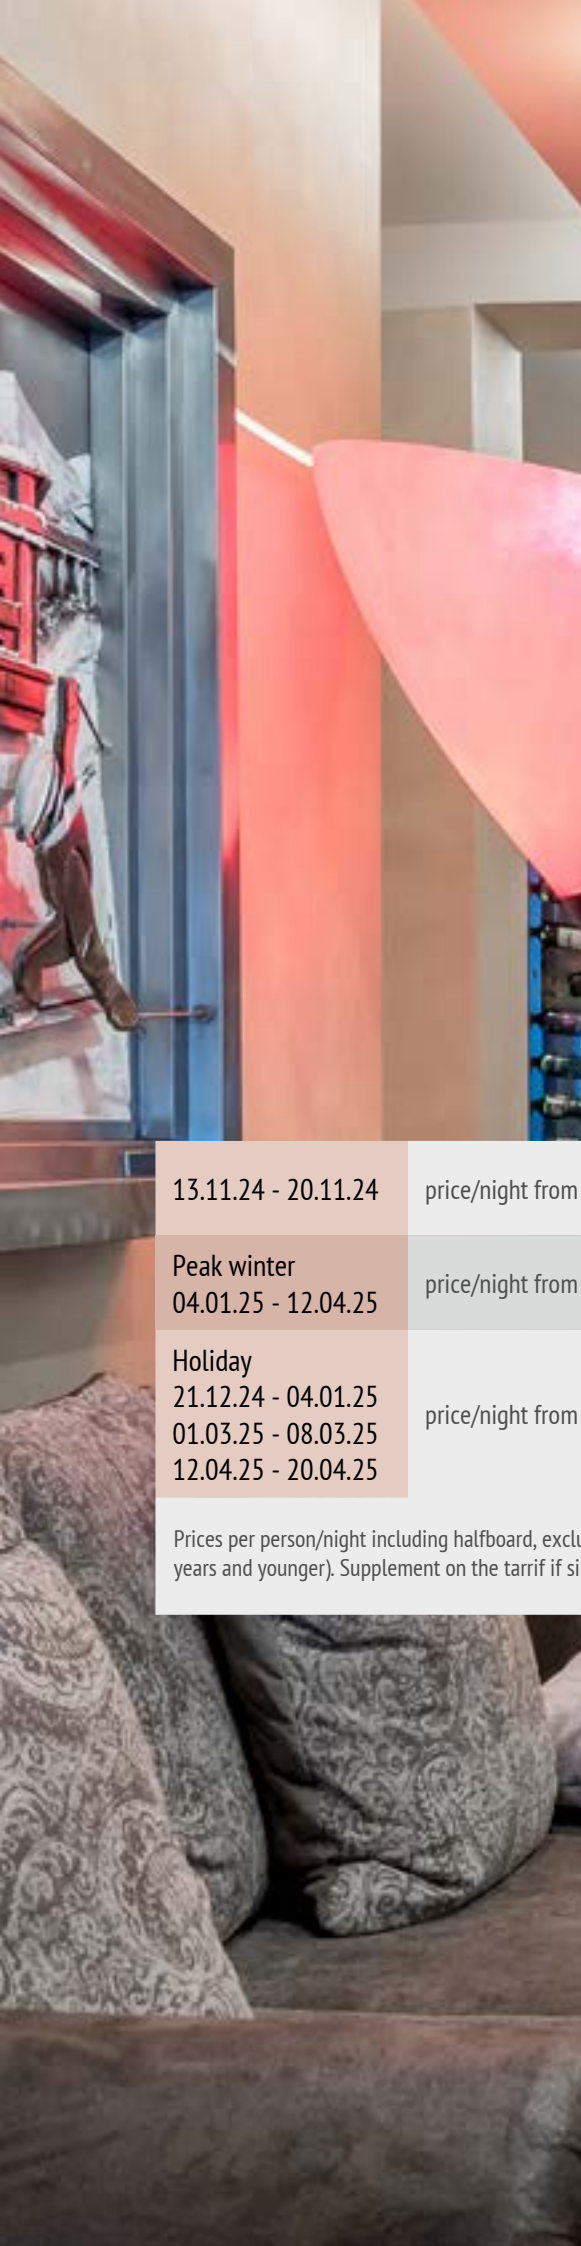 13.11.24 - 20.11.24
price/night from
Peak winter
04.01.25 - 12.04.25
price/night from
Holiday
21.12.24 - 04.01.25
01.03.25 - 08.03.25
12.04.25 - 20.04.25
price/night from
Prices per person/night including halfboard,
years and younger). Supplement on the tarrif if